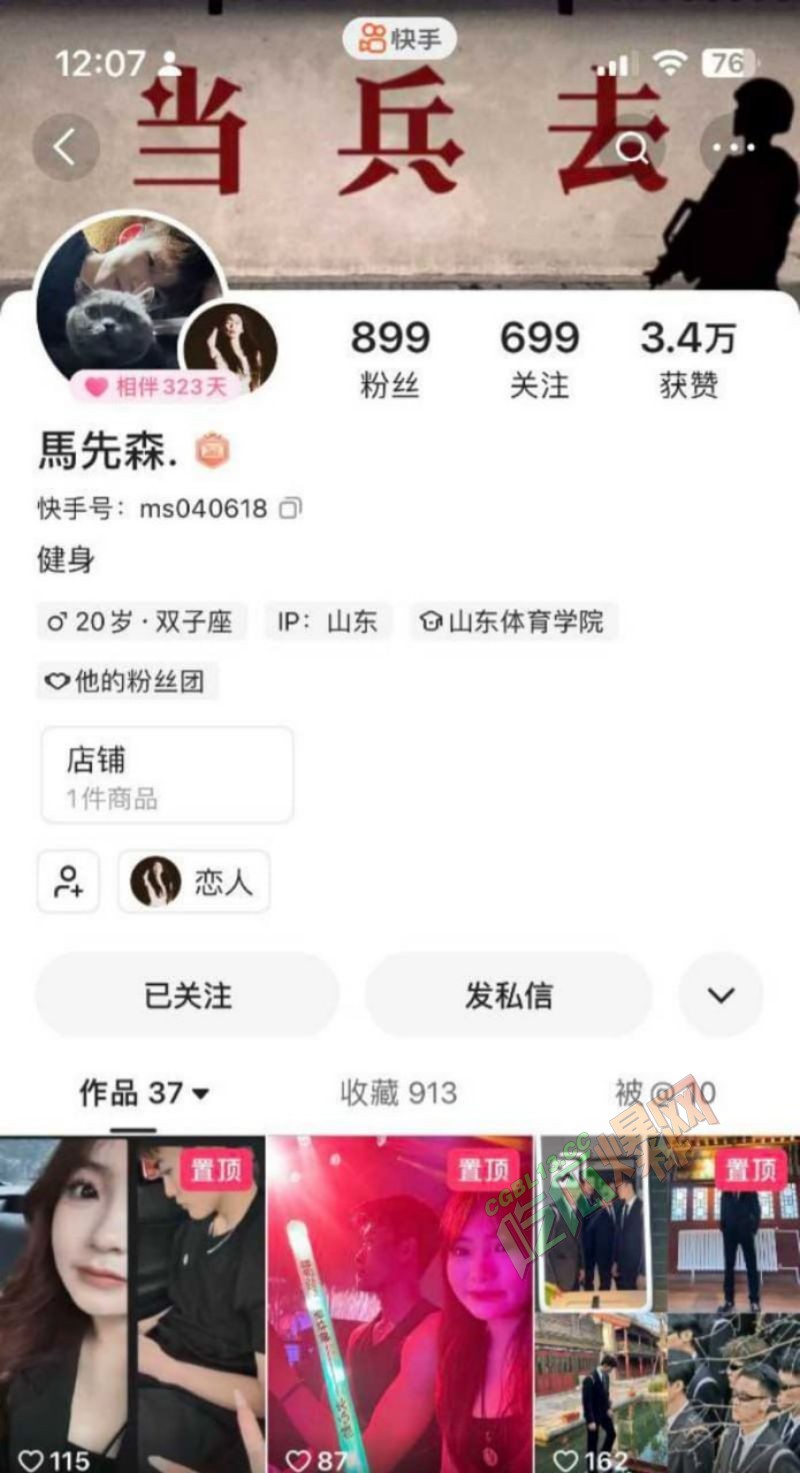 快手
12:07
76
当兵去
相伴323天
899 699 3.4万
粉丝 关注 获赞
馬先森.
快手号：ms040618
健身
20岁·双子座 IP：山东 山东体育学院
他的粉丝团
店铺
1件商品
恋人
已关注 发私信
作品 37 收藏 913 被@ 10
置顶 置顶 置顶
吃瓜爆网
115 87 162